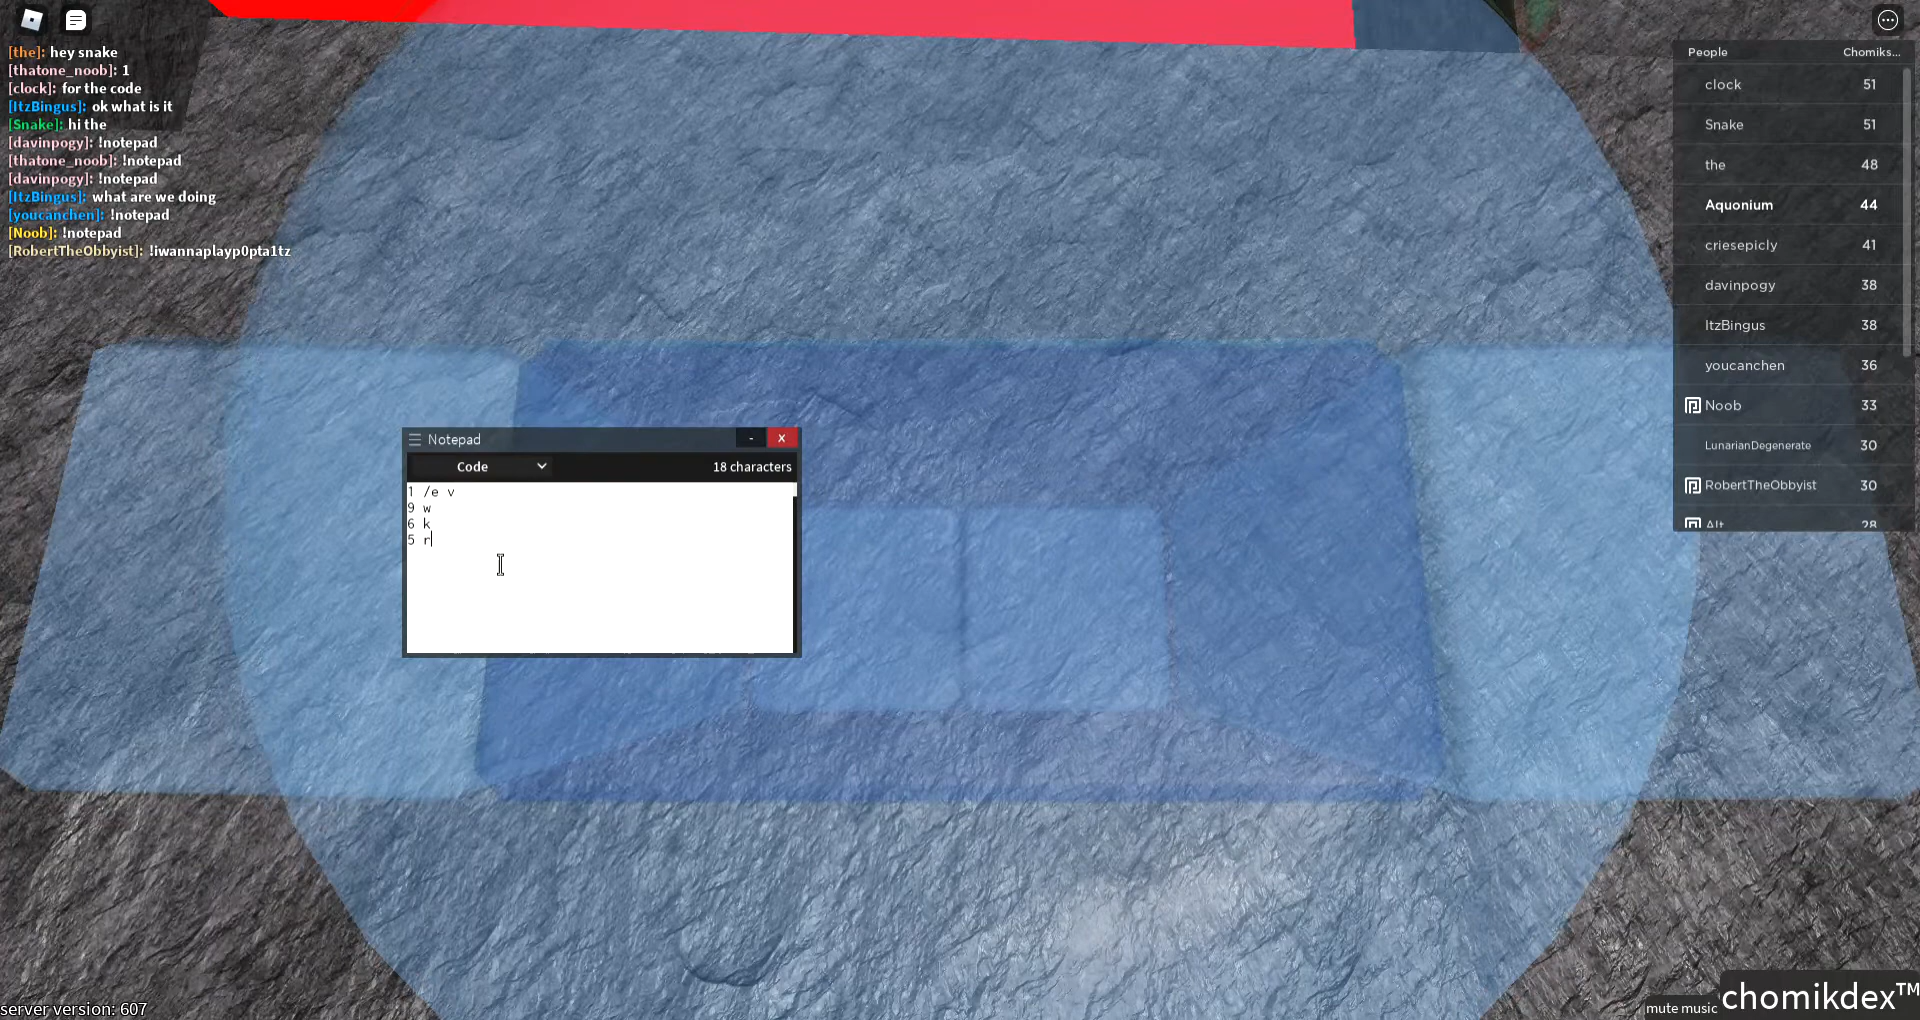 [the]: hey snake
[thatone_noob]: 1
[clock]: for the code
[ItzBingus]: ok what is it
[Snake]: hi the
[davinpogy]: !notepad
[thatone_noob]: !notepad
[davinpogy]: !notepad
[ItzBingus]: what are we doing
[youcanchen]: !notepad
[Noob]: !notepad
[RobertTheObbyist]: !iwannaplayp0pta1tz
People Chomiks...
clock 51
Snake 51
the 48
Aquonium 44
criesepicly 41
davinpogy 38
ItzBingus 38
youcanchen 36
Noob 33
LunarianDegenerate 30
RobertTheObbyist 30
Alt 28
Notepad - X
Code 18 characters
1 /e v
9 w
6 k
5 r
server version: 607
mute music
chomikdex™